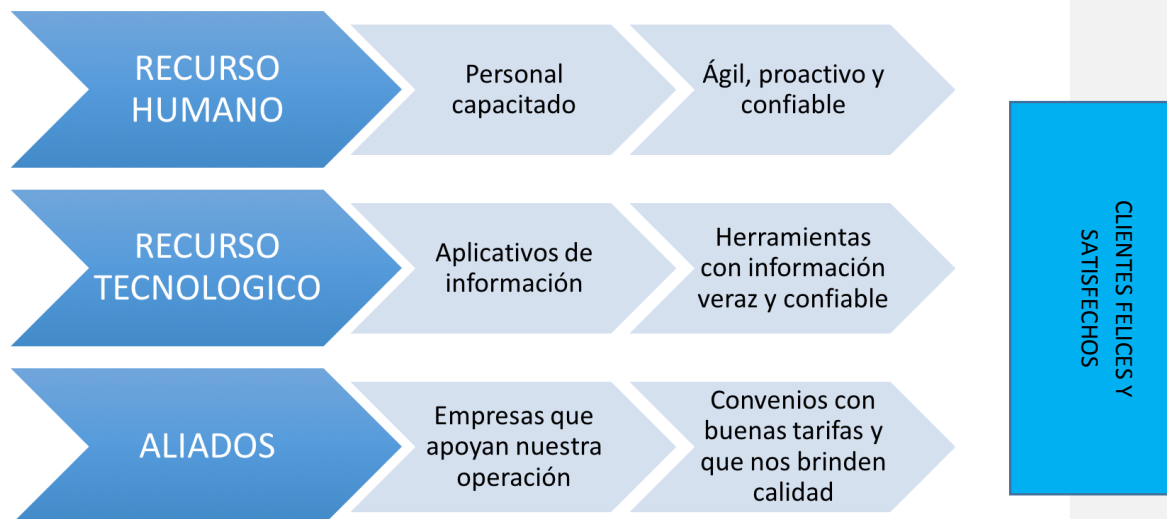 RECURSO
HUMANO
Personal
capacitado
Ágil, proactivo y
confiable
RECURSO
TECNOLOGICO
Aplicativos de
información
Herramientas
con información
veraz y confiable
ALIADOS
Empresas que
apoyan nuestra
operación
Convenios con
buenas tarifas y
que nos brinden
calidad
CLIENTES FELICES Y
SATISFECHOS